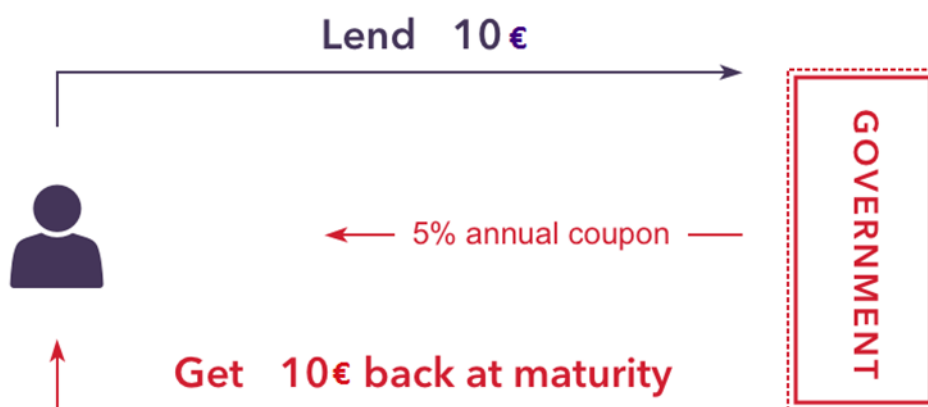 Lend 10 €
GOVERNMENT
5% annual coupon
Get 10€ back at maturity